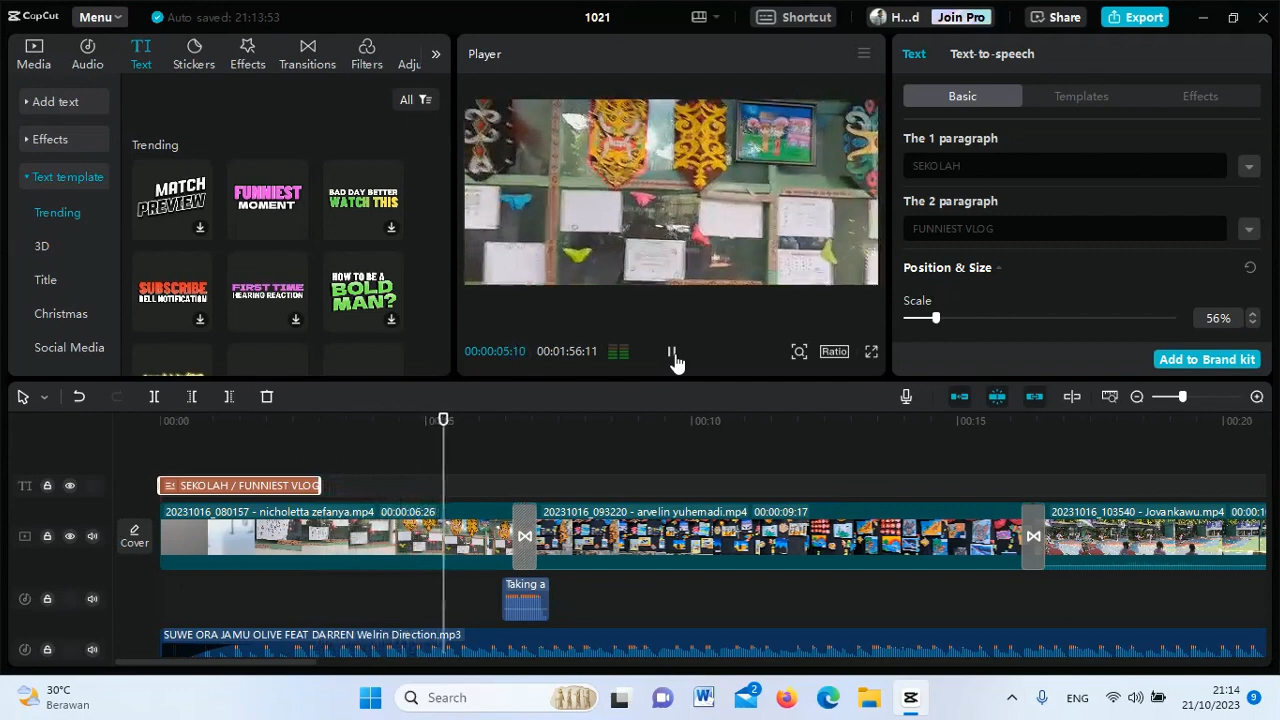 CapCut
Menu
Auto saved: 21:13:53
1021
Shortcut
H...d
Join Pro
Share
Export
Media
Audio
TI
Text
Stickers
Effects
Transitions
Filters
Adju
Player
Text
Text-to-speech
Add text
All
Basic
Templates
Effects
Effects
Trending
The 1 paragraph
SEKOLAH
Text template
MATCH PREVIEW
FUNNIEST MOMENT
BAD DAY BETTER WATCH THIS
The 2 paragraph
Trending
FUNNIEST VLOG
3D
Position & Size
Title
SUBSCRIBE BELL NOTIFICATION
FIRST TIME HEARING REACTION
HOW TO BE A BOLD MAN?
Scale
Christmas
56%
Social Media
00:00:05:10
00:01:56:11
Ratio
Add to Brand kit
00:00
00:10
00:15
00:20
TI
SEKOLAH / FUNNIEST VLOG
20231016_080157 - nicholetta zefanya.mp4 00:00:06:26
20231016_093220 - arvelin yuhemadi.mp4 00:00:09:17
20231016_103540 - Jovankawu.mp4
Cover
Taking a
SUWE ORA JAMU OLIVE FEAT DARREN Welrin Direction.mp3
30°C
Berawan
Search
W
2
ENG
21:14
21/10/2023
9